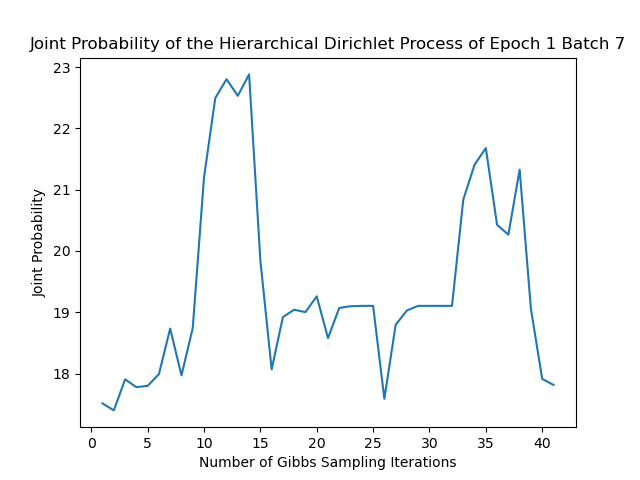 Joint Probability of the Hierarchical Dirichlet Process of Epoch 1 Batch 7
23
22
21
20
19
18
Joint Probability
0 5 10 15 20 25 30 35 40
Number of Gibbs Sampling Iterations